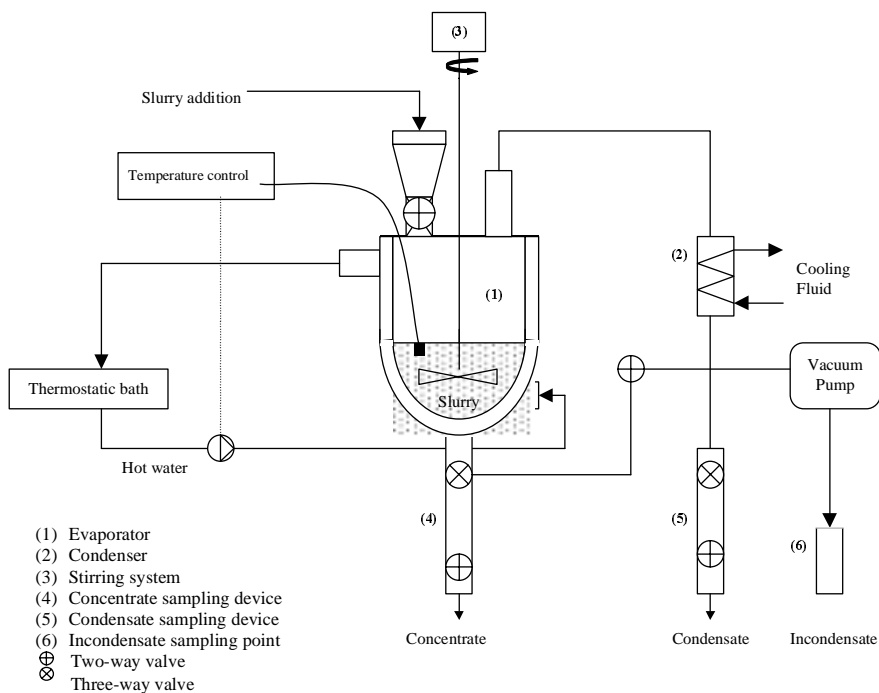 (3)
Slurry addition
Temperature control
(2)
Cooling
Fluid
(1)
Vacuum
Pump
Thermostatic bath
Slurry
Hot water
(4)
(5)
(6)
(1) Evaporator
(2) Condenser
(3) Stirring system
(4) Concentrate sampling device
(5) Condensate sampling device
(6) Incondensate sampling point
Two-way valve
Three-way valve
Concentrate
Condensate
Incondensate